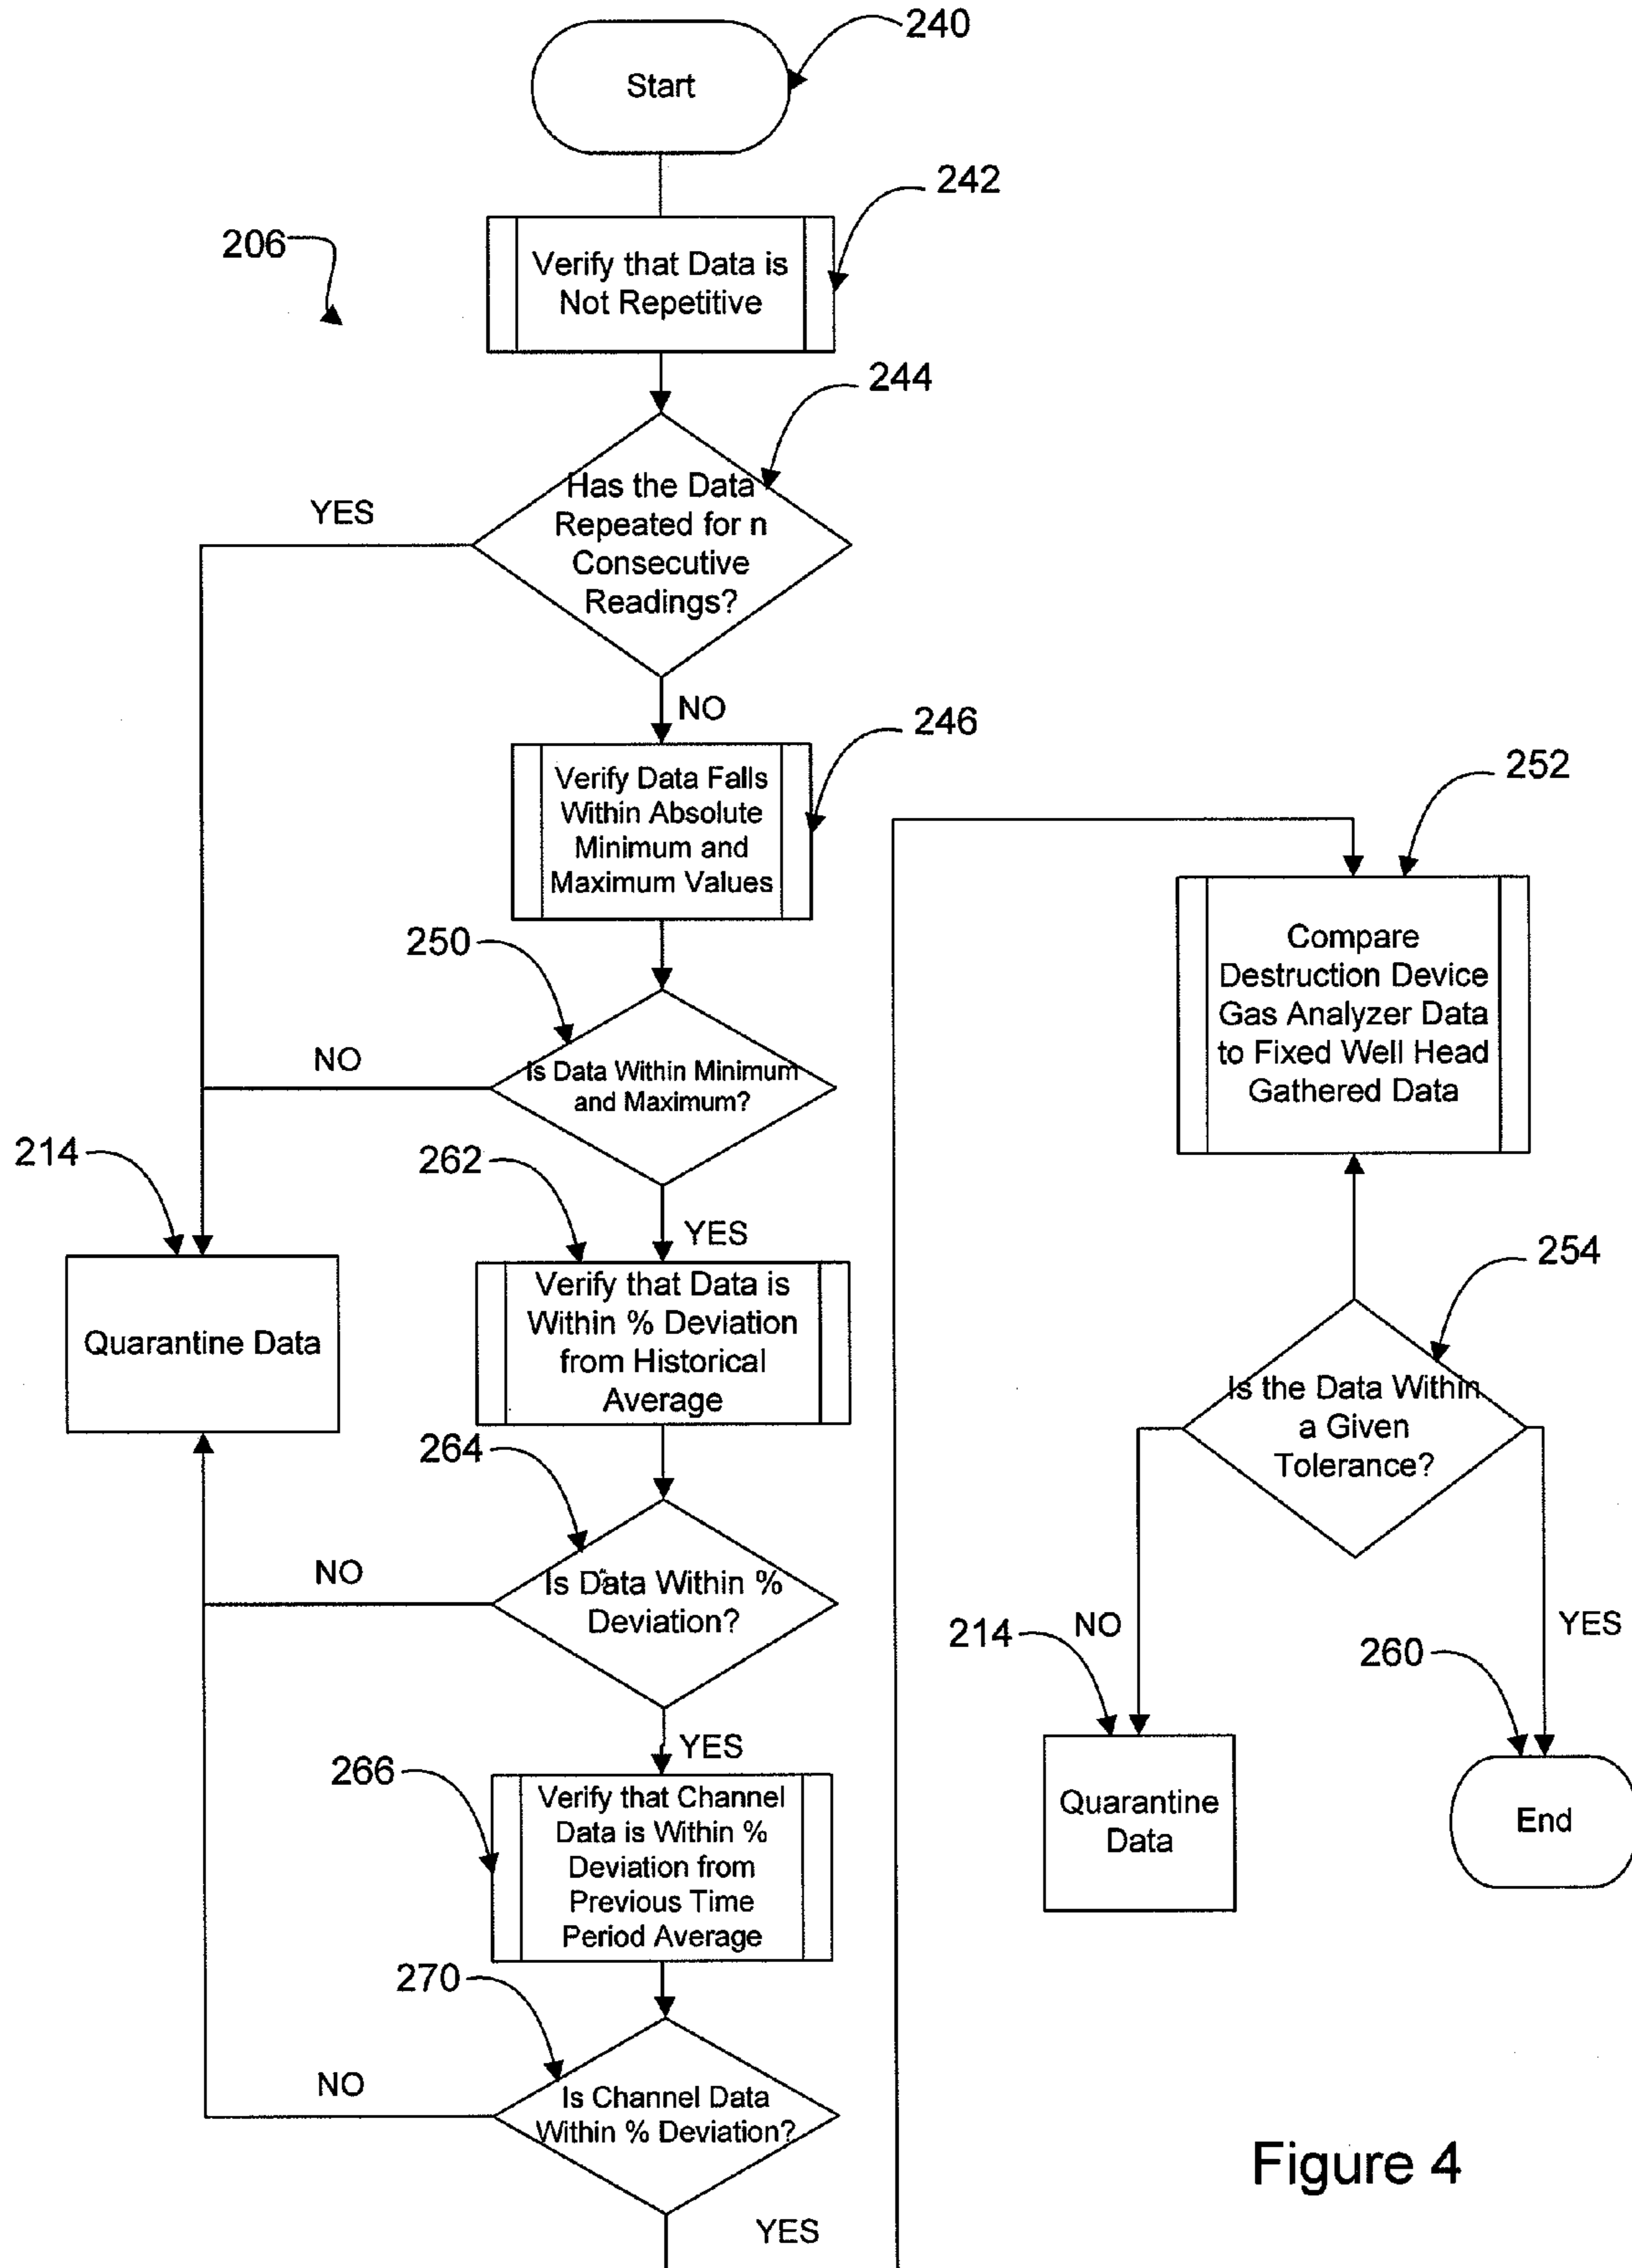 240
Start
242
206
Verify that Data is
Not Repetitive
244
Has the Data
Repeated for n
Consecutive
Readings?
YES
NO
246
Verify Data Falls
Within Absolute
Minimum and
Maximum Values
250
Is Data Within Minimum
and Maximum?
NO
214
262
YES
Quarantine Data
Verify that Data is
Within % Deviation
from Historical
Average
264
Is Data Within %
Deviation?
NO
YES
266
Verify that Channel
Data is Within %
Deviation from
Previous Time
Period Average
270
Is Channel Data
Within % Deviation?
NO
YES
252
Compare
Destruction Device
Gas Analyzer Data
to Fixed Well Head
Gathered Data
254
Is the Data Within
a Given
Tolerance?
214
NO
260
YES
Quarantine
Data
End
Figure 4